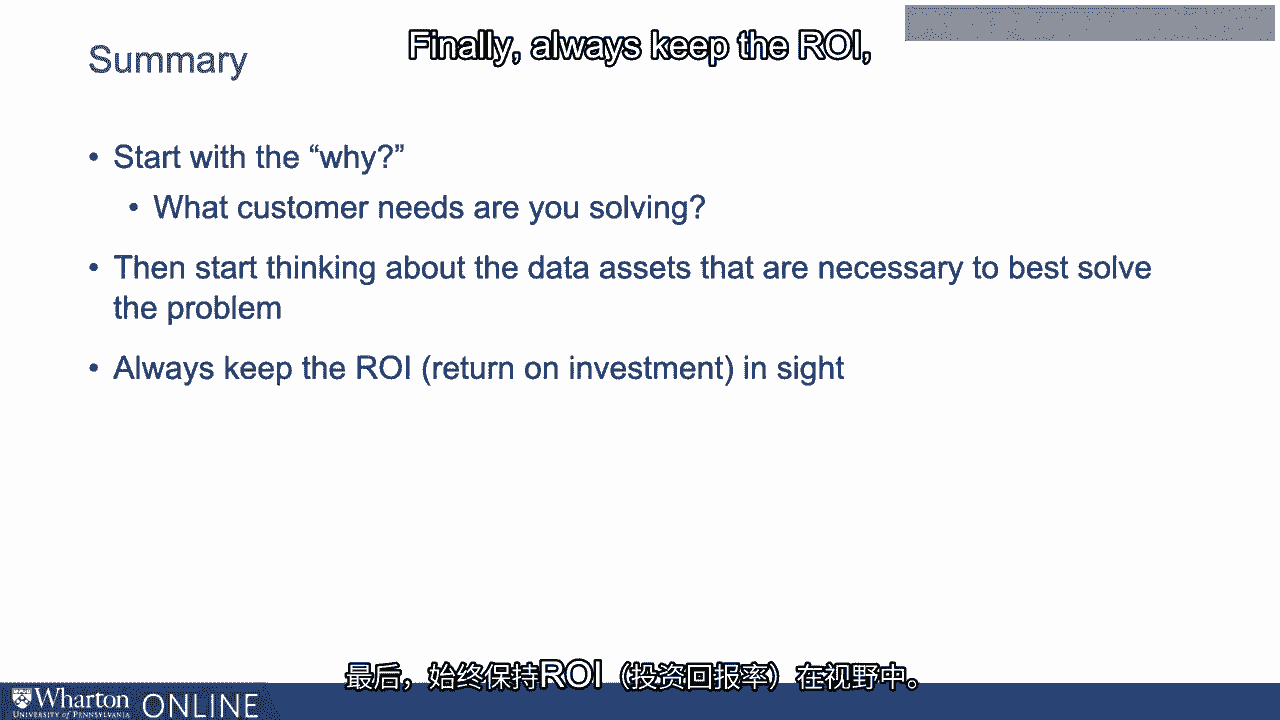 Finally, always keep the ROI,
Summary
• Start with the “why?”
• What customer needs are you solving?
• Then start thinking about the data assets that are necessary to best solve
the problem
• Always keep the ROI (return on investment) in sight
最后，始终保持ROI（投资回报率）在视野中。
Wharton
UNIVERSITY of PENNSYLVANIA
ONLINE